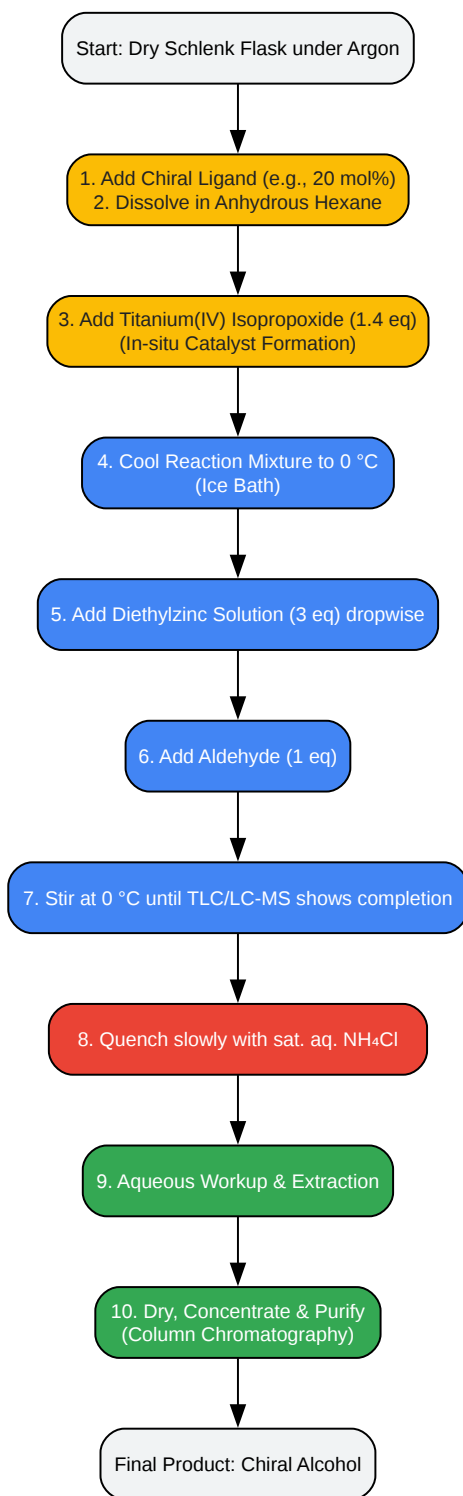 Start: Dry Schlenk Flask under Argon
1. Add Chiral Ligand (e.g., 20 mol%)
2. Dissolve in Anhydrous Hexane
3. Add Titanium(IV) Isopropoxide (1.4 eq)
(In-situ Catalyst Formation)
4. Cool Reaction Mixture to 0 °C
(Ice Bath)
5. Add Diethylzinc Solution (3 eq) dropwise
6. Add Aldehyde (1 eq)
7. Stir at 0 °C until TLC/LC-MS shows completion
8. Quench slowly with sat. aq. NH₄Cl
9. Aqueous Workup & Extraction
10. Dry, Concentrate & Purify
(Column Chromatography)
Final Product: Chiral Alcohol